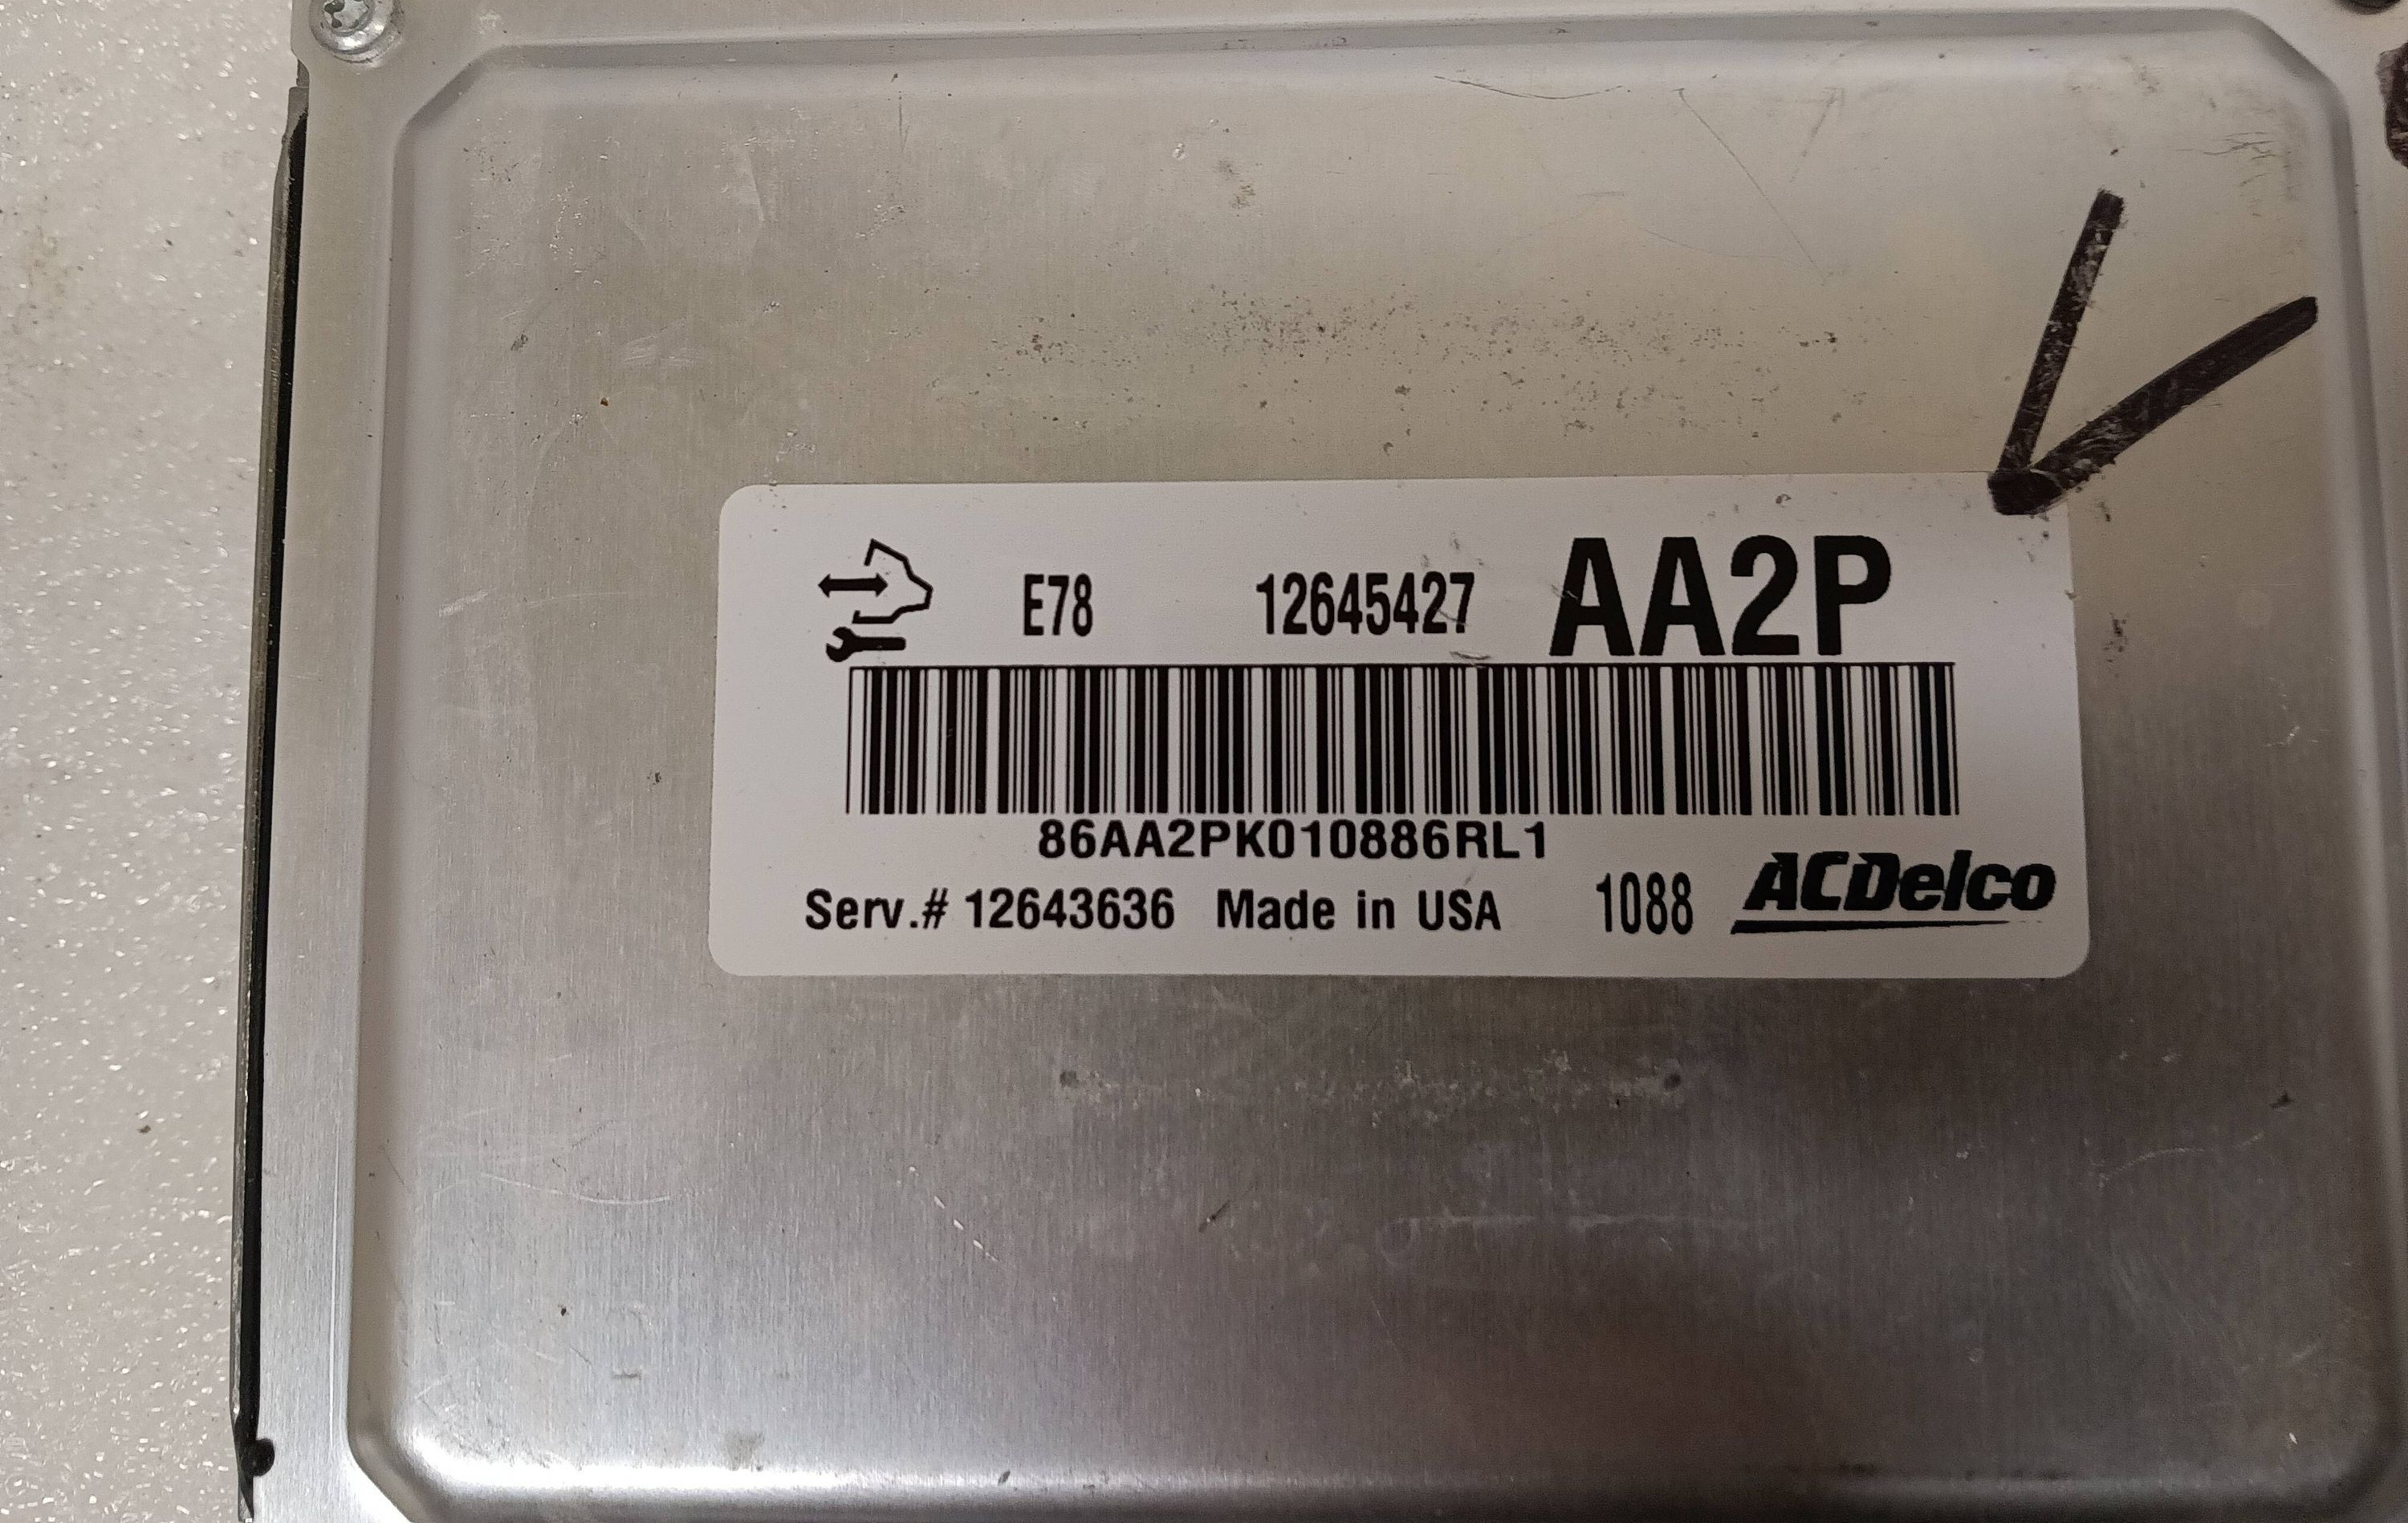 E78 12645427 AA2P
86AA2PK010886RL1
Serv.# 12643636 Made in USA 1088 ACDelco